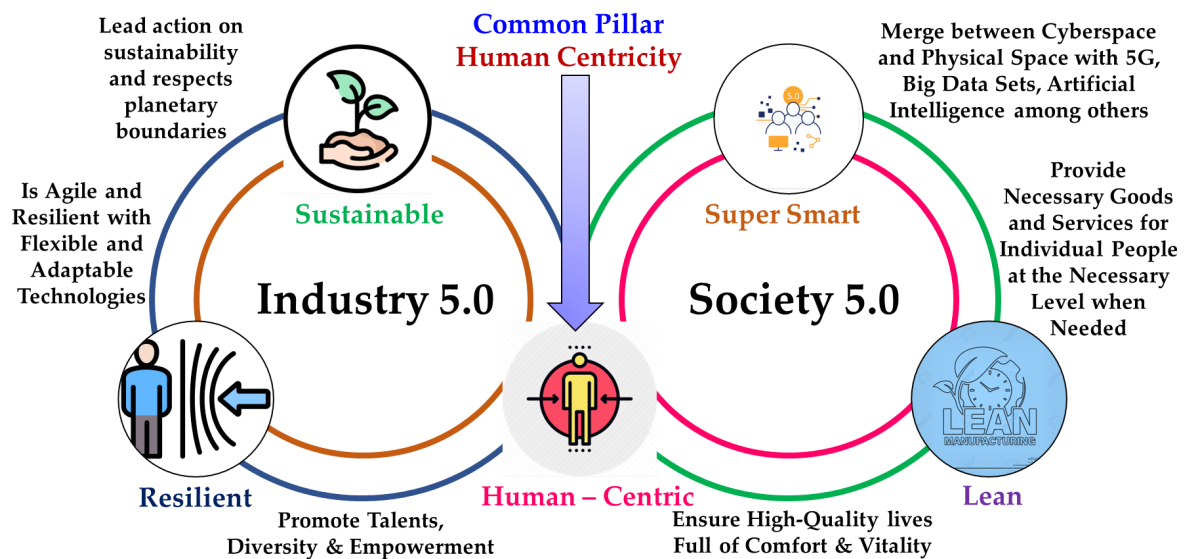 Lead action on
sustainability
and respects
planetary
boundaries
Common Pillar
Human Centricity
Merge between Cyberspace
and Physical Space with 5G,
Big Data Sets, Artificial
Intelligence among others
5.0
Is Agile and
Resilient with
Flexible and
Adaptable
Technologies
Sustainable
Super Smart
Provide
Necessary Goods
and Services for
Individual People
at the Necessary
Level when
Needed
Industry 5.0
Society 5.0
LEAN
MANUFACTURING
Resilient
Human – Centric
Lean
Promote Talents,
Diversity & Empowerment
Ensure High-Quality lives
Full of Comfort & Vitality